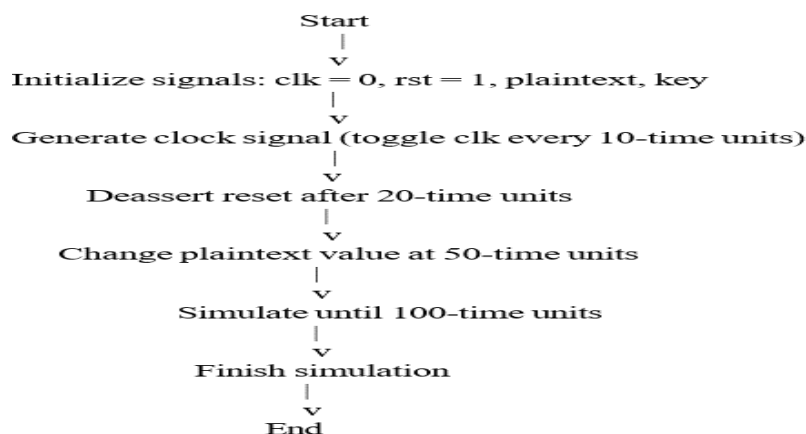 Start
|
v
Initialize signals: clk = 0, rst = 1, plaintext, key
|
v
Generate clock signal (toggle clk every 10-time units)
|
v
Deassert reset after 20-time units
|
v
Change plaintext value at 50-time units
|
v
Simulate until 100-time units
|
v
Finish simulation
|
v
End